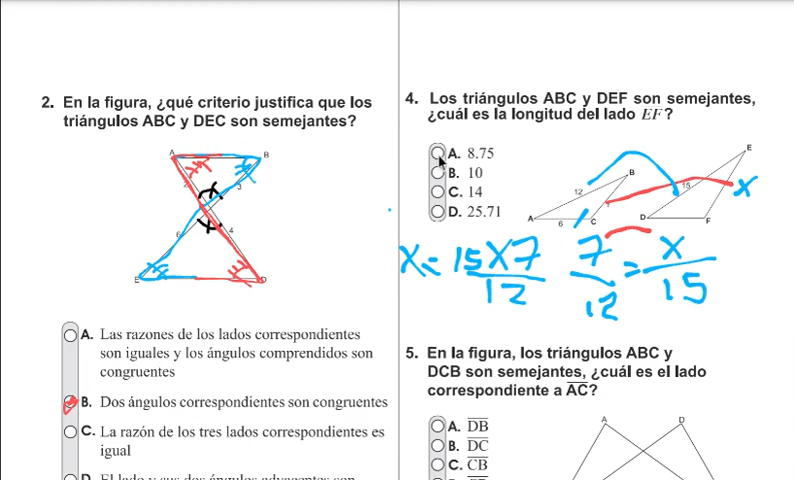 2. En la figura, ¿qué criterio justifica que los
triángulos ABC y DEC son semejantes?
A
B
3
6
4
E
D
A. Las razones de los lados correspondientes
son iguales y los ángulos comprendidos son
congruentes
B. Dos ángulos correspondientes son congruentes
C. La razón de los tres lados correspondientes es
igual
4. Los triángulos ABC y DEF son semejantes,
¿cuál es la longitud del lado EF?
A. 8.75
B. 10
C. 14
D. 25.71
E
B
12
15
7
X
A
6
C
D
F
X = 15X7
12
7
12
=
X
15
5. En la figura, los triángulos ABC y
DCB son semejantes, ¿cuál es el lado
correspondiente a AC?
A. DB
B. DC
C. CB
A
D